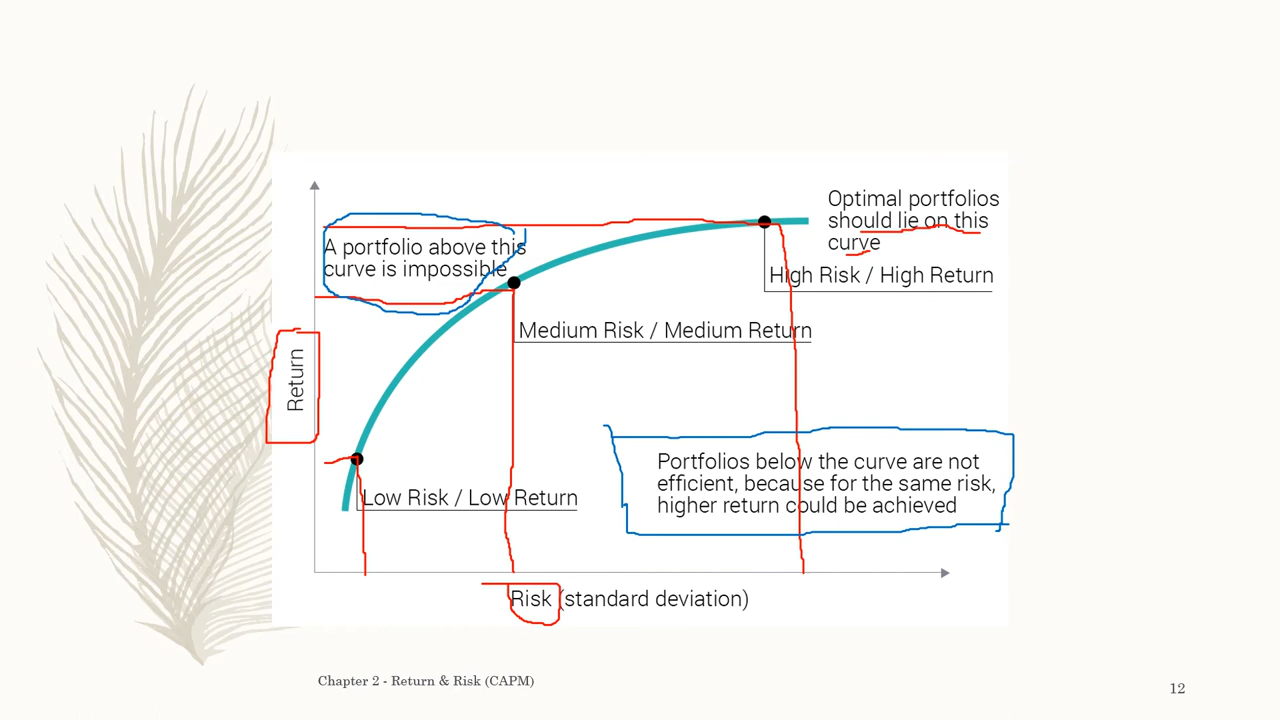 Optimal portfolios
should lie on this
curve
A portfolio above this
curve is impossible
High Risk / High Return
Medium Risk / Medium Return
Return
Portfolios below the curve are not
efficient, because for the same risk,
higher return could be achieved
Low Risk / Low Return
Risk (standard deviation)
Chapter 2 - Return & Risk (CAPM)
12